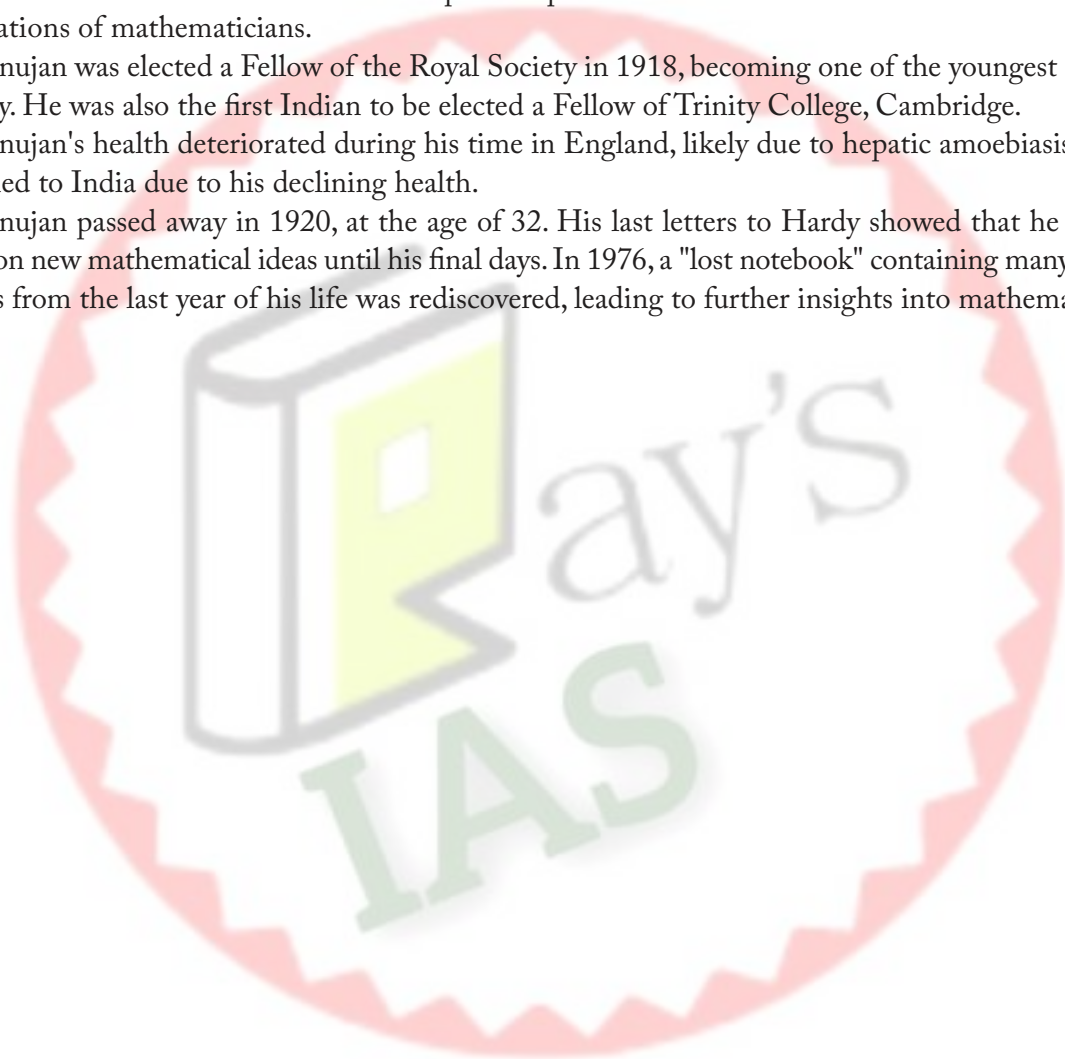 ations of mathematicians.
nujan was elected a Fellow of the Royal Society in 1918, becoming one of the youngest
y. He was also the first Indian to be elected a Fellow of Trinity College, Cambridge.
nujan's health deteriorated during his time in England, likely due to hepatic amoebiasis
ed to India due to his declining health.
nujan passed away in 1920, at the age of 32. His last letters to Hardy showed that he
on new mathematical ideas until his final days. In 1976, a "lost notebook" containing many
s from the last year of his life was rediscovered, leading to further insights into mathema
ay's
IAS